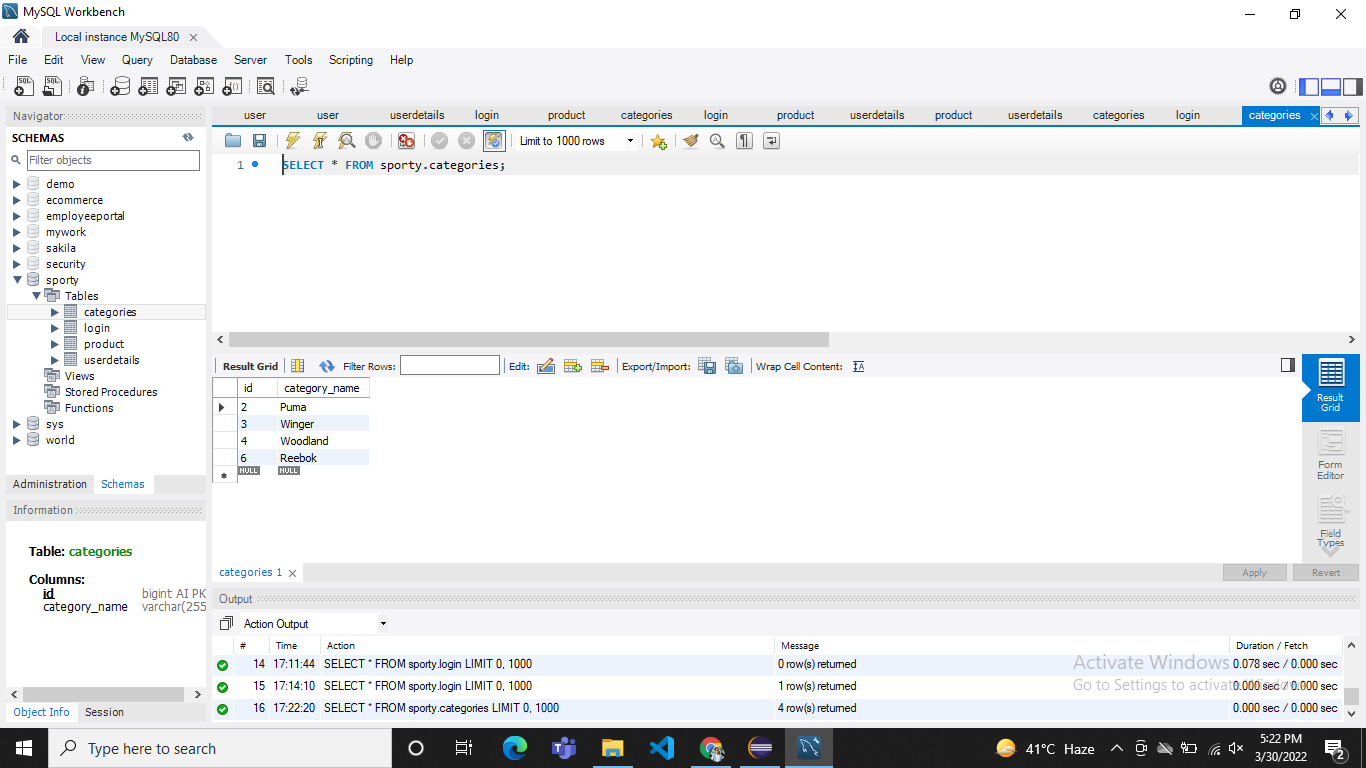 MySQL Workbench
Local instance MySQL80
File Edit View Query Database Server Tools Scripting Help
Navigator
SCHEMAS
Filter objects
demo
ecommerce
employeeportal
mywork
sakila
security
sporty
Tables
categories
login
product
userdetails
Views
Stored Procedures
Functions
sys
world
Administration Schemas
Information
Table: categories
Columns:
id bigint AI PK
category_name varchar(255
Object Info Session
user user userdetails login product categories login product userdetails product userdetails categories login categories
Limit to 1000 rows
1 SELECT * FROM sporty.categories;
Result Grid Filter Rows: Edit: Export/Import: Wrap Cell Content:
id category_name
2 Puma
3 Winger
4 Woodland
6 Reebok
NULL NULL
Result
Grid
Form
Editor
Field
Types
categories 1 Apply Revert
Output
Action Output
# Time Action Message Duration / Fetch
14 17:11:44 SELECT * FROM sporty.login LIMIT 0, 1000 0 row(s) returned 0.078 sec / 0.000 sec
15 17:14:10 SELECT * FROM sporty.login LIMIT 0, 1000 1 row(s) returned 0.000 sec / 0.000 sec
16 17:22:20 SELECT * FROM sporty.categories LIMIT 0, 1000 4 row(s) returned 0.000 sec / 0.000 sec
Activate Windows
Go to Settings to activate Windows.
Type here to search
41°C Haze
5:22 PM
3/30/2022
2